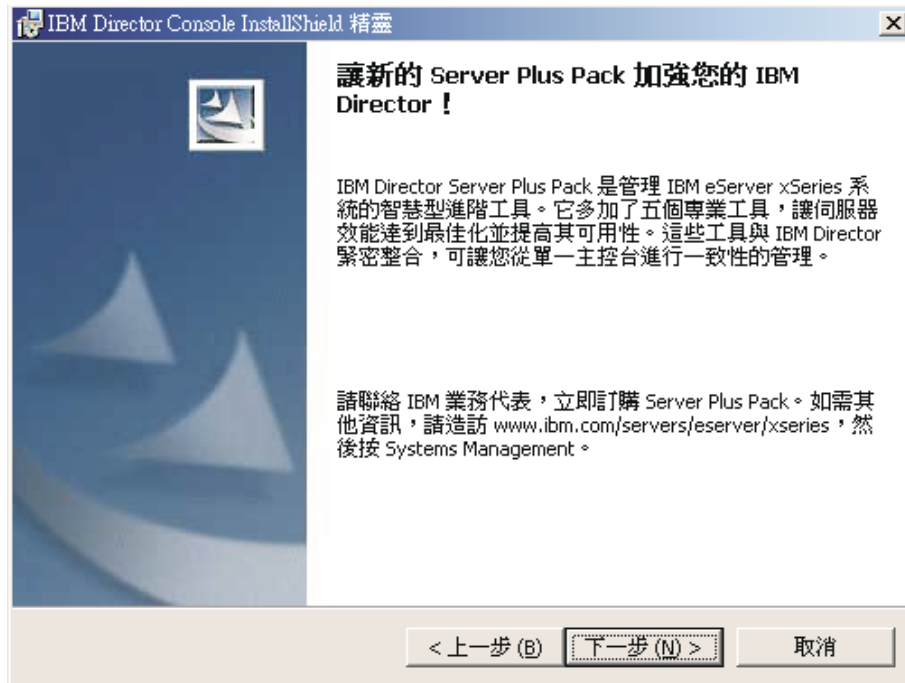 IBM Director Console InstallShield 精靈
讓新的 Server Plus Pack 加強您的 IBM
Director！
IBM Director Server Plus Pack 是管理 IBM eServer xSeries 系
統的智慧型進階工具。它多加了五個專業工具，讓伺服器
效能達到最佳化並提高其可用性。這些工具與 IBM Director
緊密整合，可讓您從單一主控台進行一致性的管理。
請聯絡 IBM 業務代表，立即訂購 Server Plus Pack。如需其
他資訊，請造訪 www.ibm.com/servers/eserver/xseries，然
後按 Systems Management。
< 上一步 (B) 下一步 (N) > 取消